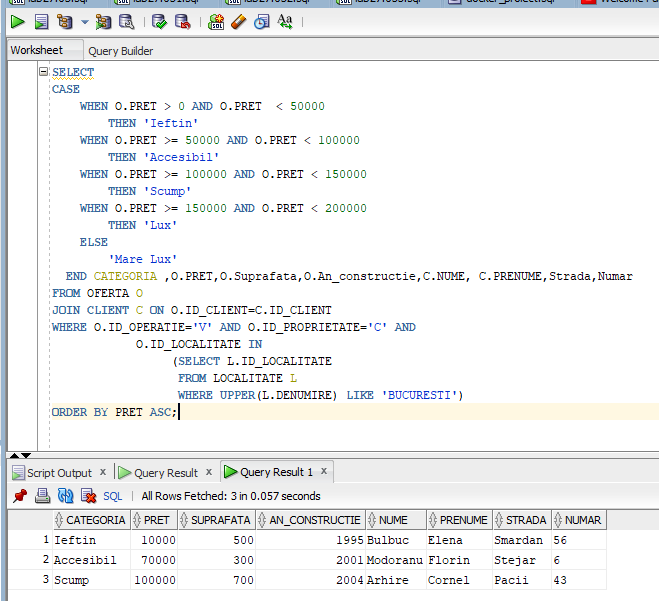 Worksheet Query Builder
SELECT
CASE
WHEN O.PRET > 0 AND O.PRET < 50000
THEN 'Ieftin'
WHEN O.PRET >= 50000 AND O.PRET < 100000
THEN 'Accesibil'
WHEN O.PRET >= 100000 AND O.PRET < 150000
THEN 'Scump'
WHEN O.PRET >= 150000 AND O.PRET < 200000
THEN 'Lux'
ELSE
'Mare Lux'
END CATEGORIA ,O.PRET,O.Suprafata,O.An_constructie,C.NUME, C.PRENUME,Strada,Numar
FROM OFERTA O
JOIN CLIENT C ON O.ID_CLIENT=C.ID_CLIENT
WHERE O.ID_OPERATIE='V' AND O.ID_PROPRIETATE='C' AND
O.ID_LOCALITATE IN
(SELECT L.ID_LOCALITATE
FROM LOCALITATE L
WHERE UPPER(L.DENUMIRE) LIKE 'BUCURESTI')
ORDER BY PRET ASC;
Script Output x Query Result x Query Result 1 x
SQL All Rows Fetched: 3 in 0.057 seconds
CATEGORIA PRET SUPRAFATA AN_CONSTRUCTIE NUME PRENUME STRADA NUMAR
1 Ieftin 10000 500 1995 Bulbuc Elena Smardan 56
2 Accesibil 70000 300 2001 Modoranu Florin Stejar 6
3 Scump 100000 700 2004 Arhire Cornel Pacii 43